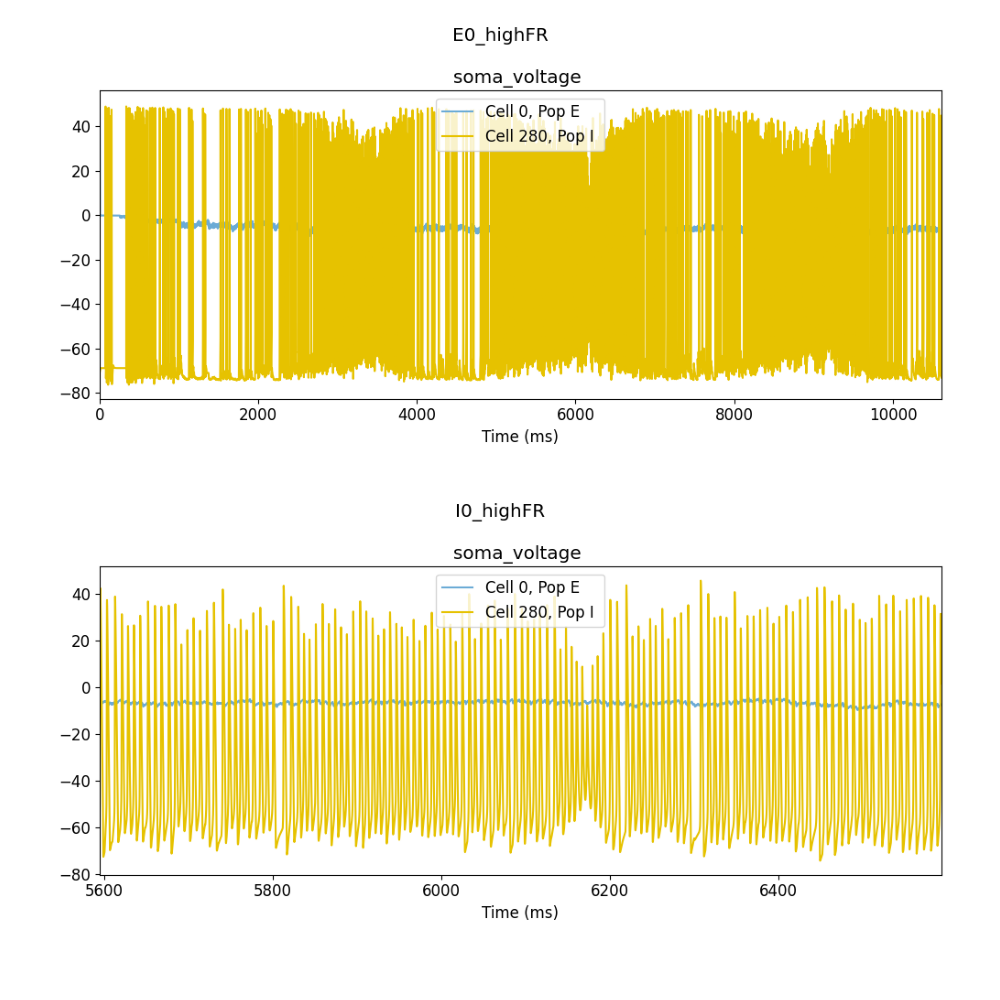 E0_highFR
soma_voltage
Cell 0, Pop E
Cell 280, Pop I
40
20
0
−20
−40
−60
−80
0 2000 4000 6000 8000 10000
Time (ms)
I0_highFR
soma_voltage
Cell 0, Pop E
Cell 280, Pop I
40
20
0
−20
−40
−60
−80
5600 5800 6000 6200 6400
Time (ms)